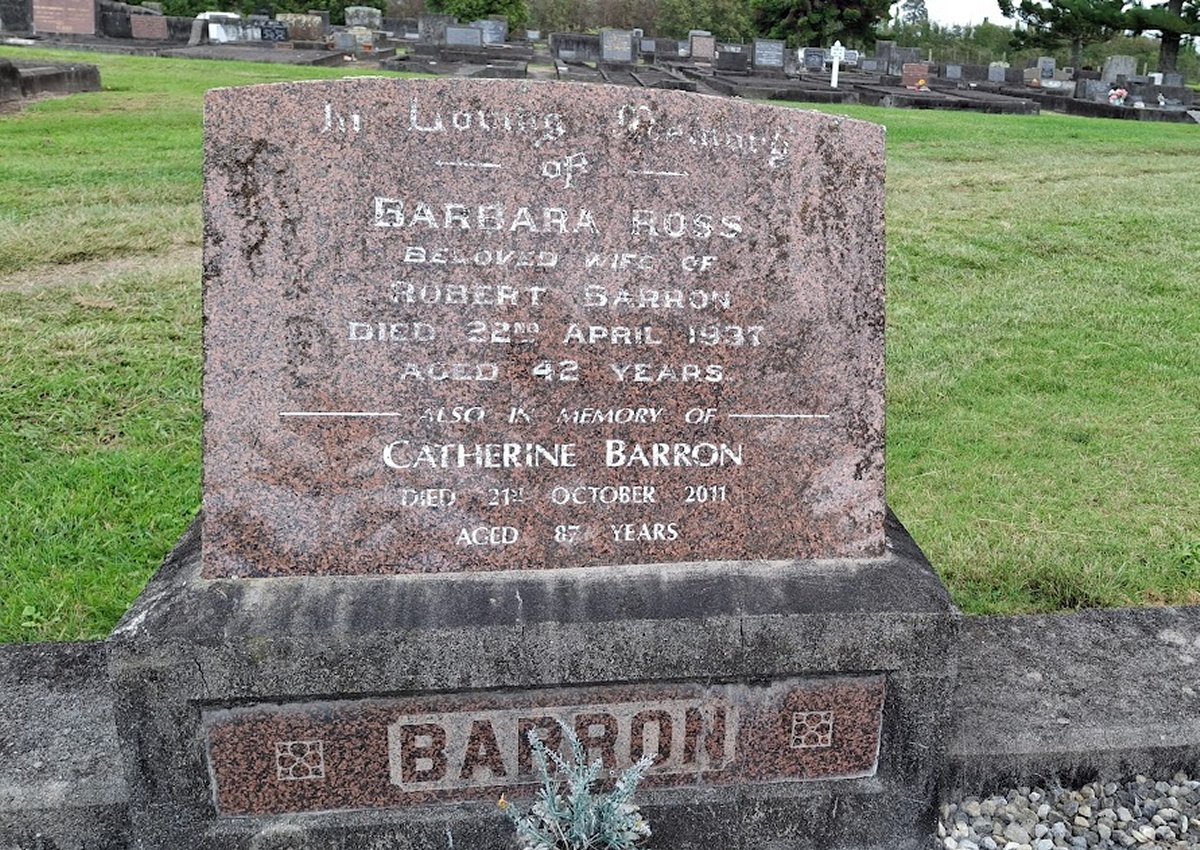 In Loving Memory
of
BARBARA ROSS
BELOVED WIFE OF
ROBERT BARRON
DIED 22ND APRIL 1937
AGED 42 YEARS
ALSO IN MEMORY OF
CATHERINE BARRON
DIED 21ST OCTOBER 2011
AGED 87 YEARS
BARRON